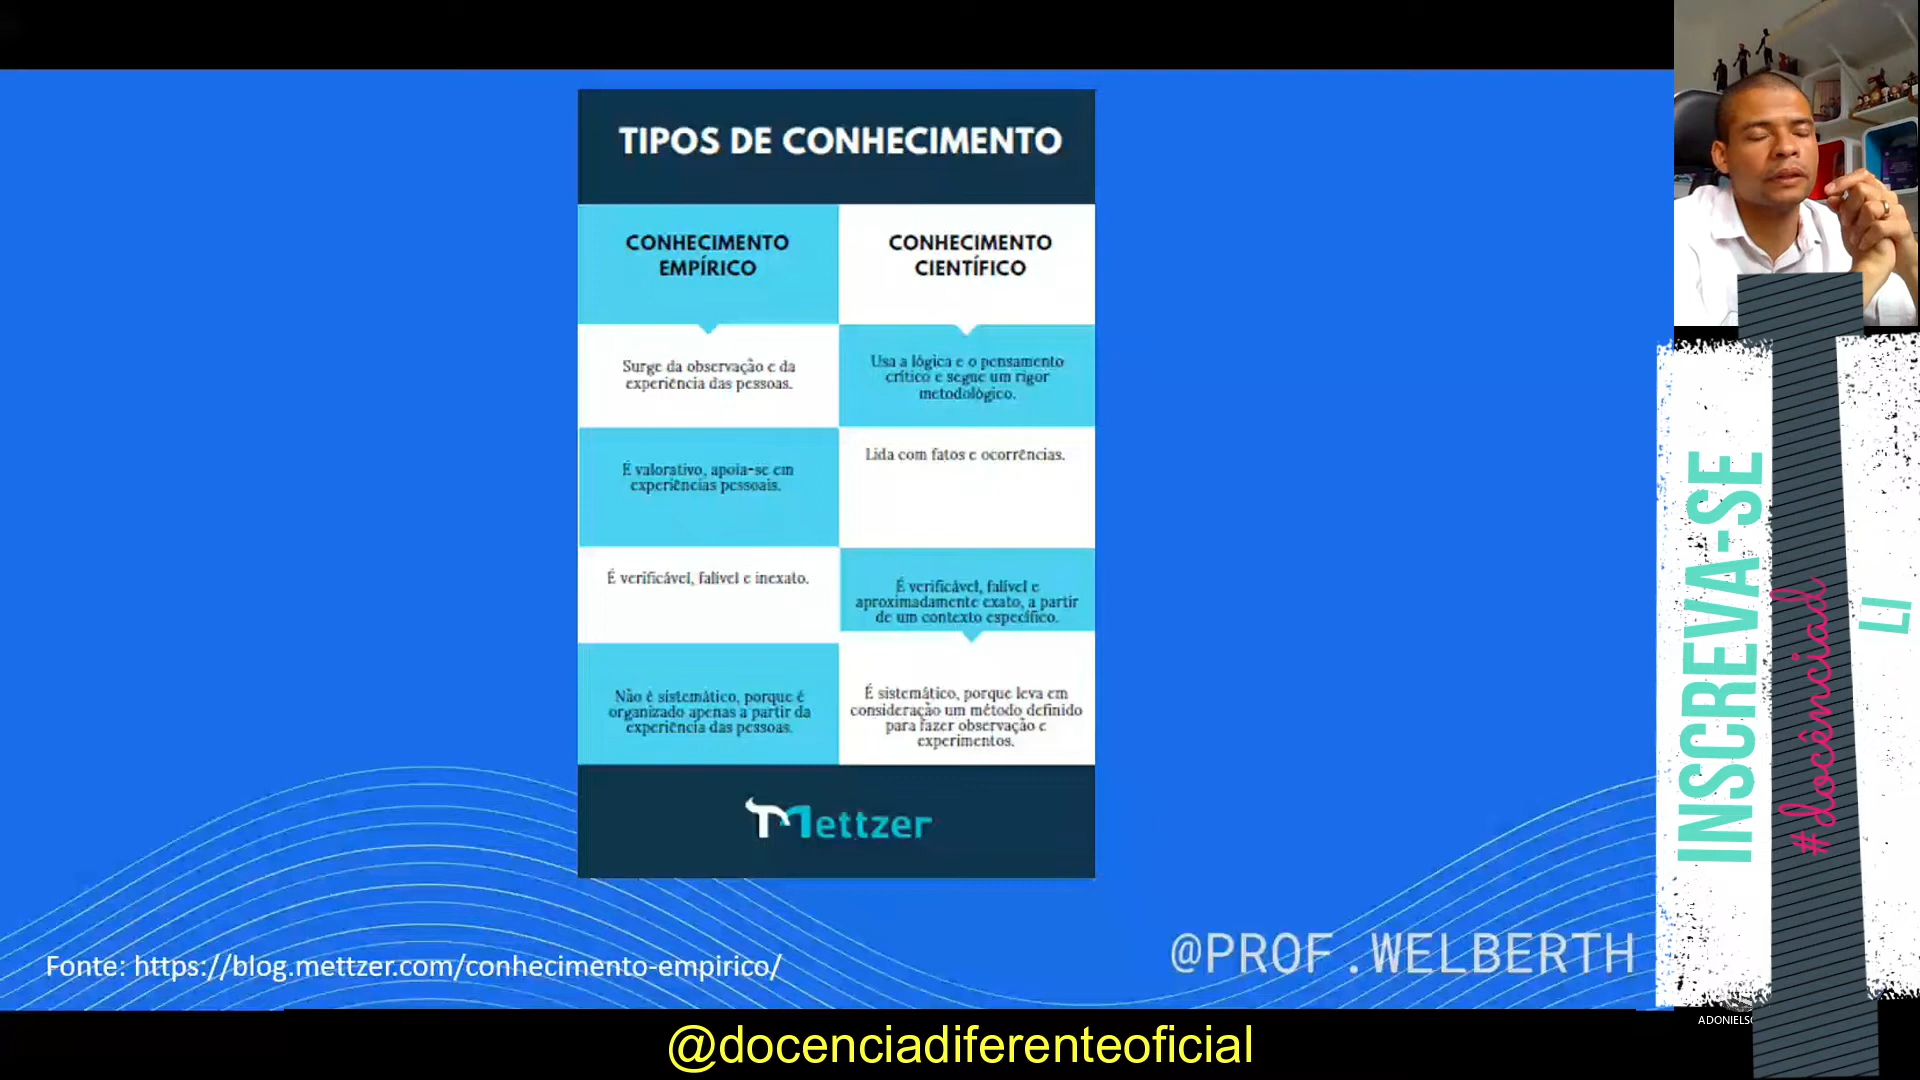 TIPOS DE CONHECIMENTO
CONHECIMENTO
EMPÍRICO
CONHECIMENTO
CIENTÍFICO
Surge da observação e da
experiência das pessoas.
Usa a lógica e o pensamento
crítico e segue um rigor
metodológico.
É valorativo, apoia-se em
experiências pessoais.
Lida com fatos e ocorrências.
É verificável, falível e inexato.
É verificável, falível e
aproximadamente exato, a partir
de um contexto específico.
Não é sistemático, porque é
organizado apenas a partir da
experiência das pessoas.
É sistemático, porque leva em
consideração um método definido
para fazer observação e
experimentos.
Mettzer
Fonte: https://blog.mettzer.com/conhecimento-empirico/
@PROF.WELBERTH
INSCREVA-SE
#docêncial
LI
@docenciadiferenteoficial